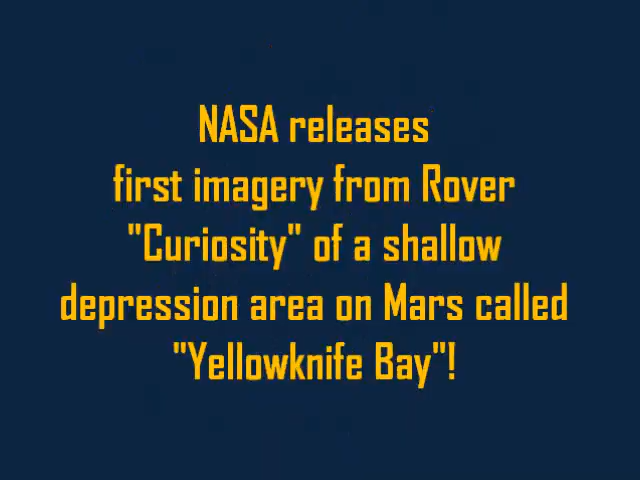 NASA releases
first imagery from Rover
"Curiosity" of a shallow
depression area on Mars called
"Yellowknife Bay"!